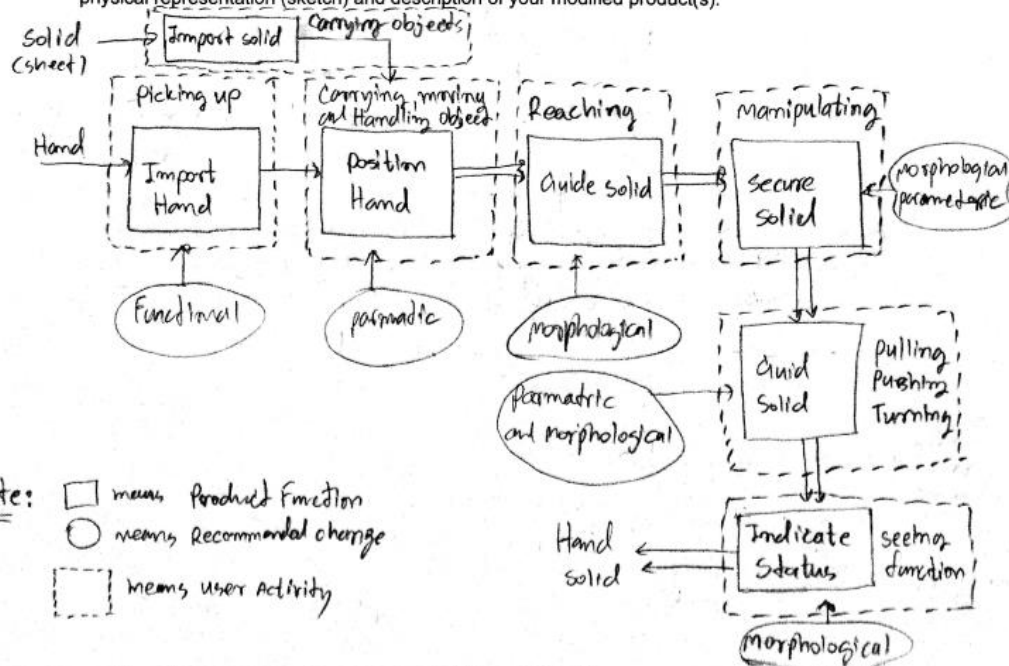 physical representation (sketch) and description of your modified product(s).
Solid
(sheet)
Import solid
Carrying objects
Picking up
Hand
Import
Hand
Functimal
Carrying, moving
and Handling object
Position
Hand
parmadic
Reaching
Guide solid
morphological
Manipulating
Secure
Solid
morphological
parametric
Guid
Solid
Pulling
Pushing
Turning
Parmatric
and Morphological
Indicate
Status
seeing
function
morphological
Hand
Solid
te:
means Product Function
means Recommended change
means user Activity